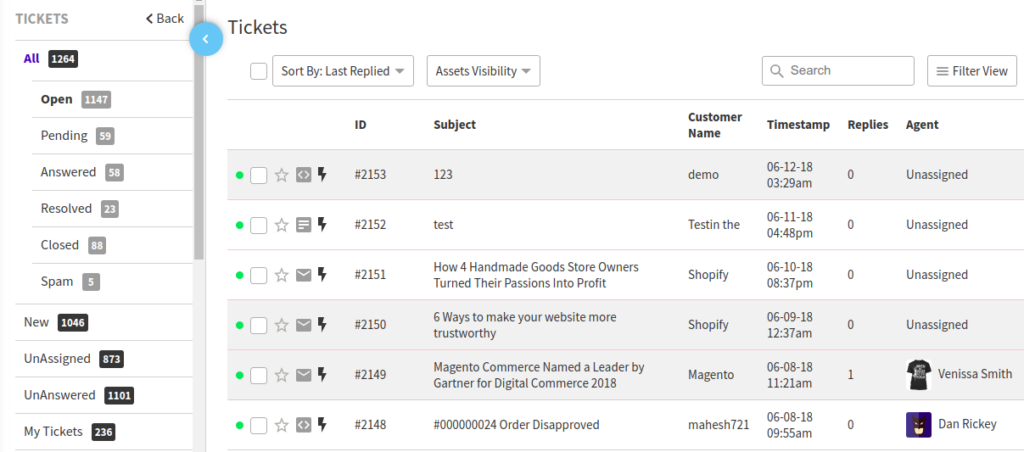 TICKETS
Back
All 1264
Open 1147
Pending 59
Answered 58
Resolved 23
Closed 88
Spam 5
New 1046
UnAssigned 873
UnAnswered 1101
My Tickets 236
Tickets
Sort By: Last Replied
Assets Visibility
Search
Filter View
ID Subject Customer Name Timestamp Replies Agent
#2153 123 demo 06-12-18 03:29am 0 Unassigned
#2152 test Testin the 06-11-18 04:48pm 0 Unassigned
#2151 How 4 Handmade Goods Store Owners Turned Their Passions Into Profit Shopify 06-10-18 08:37pm 0 Unassigned
#2150 6 Ways to make your website more trustworthy Shopify 06-09-18 12:37am 0 Unassigned
#2149 Magento Commerce Named a Leader by Gartner for Digital Commerce 2018 Magento 06-08-18 11:21am 1 Venissa Smith
#2148 #000000024 Order Disapproved mahesh721 06-08-18 09:55am 0 Dan Rickey